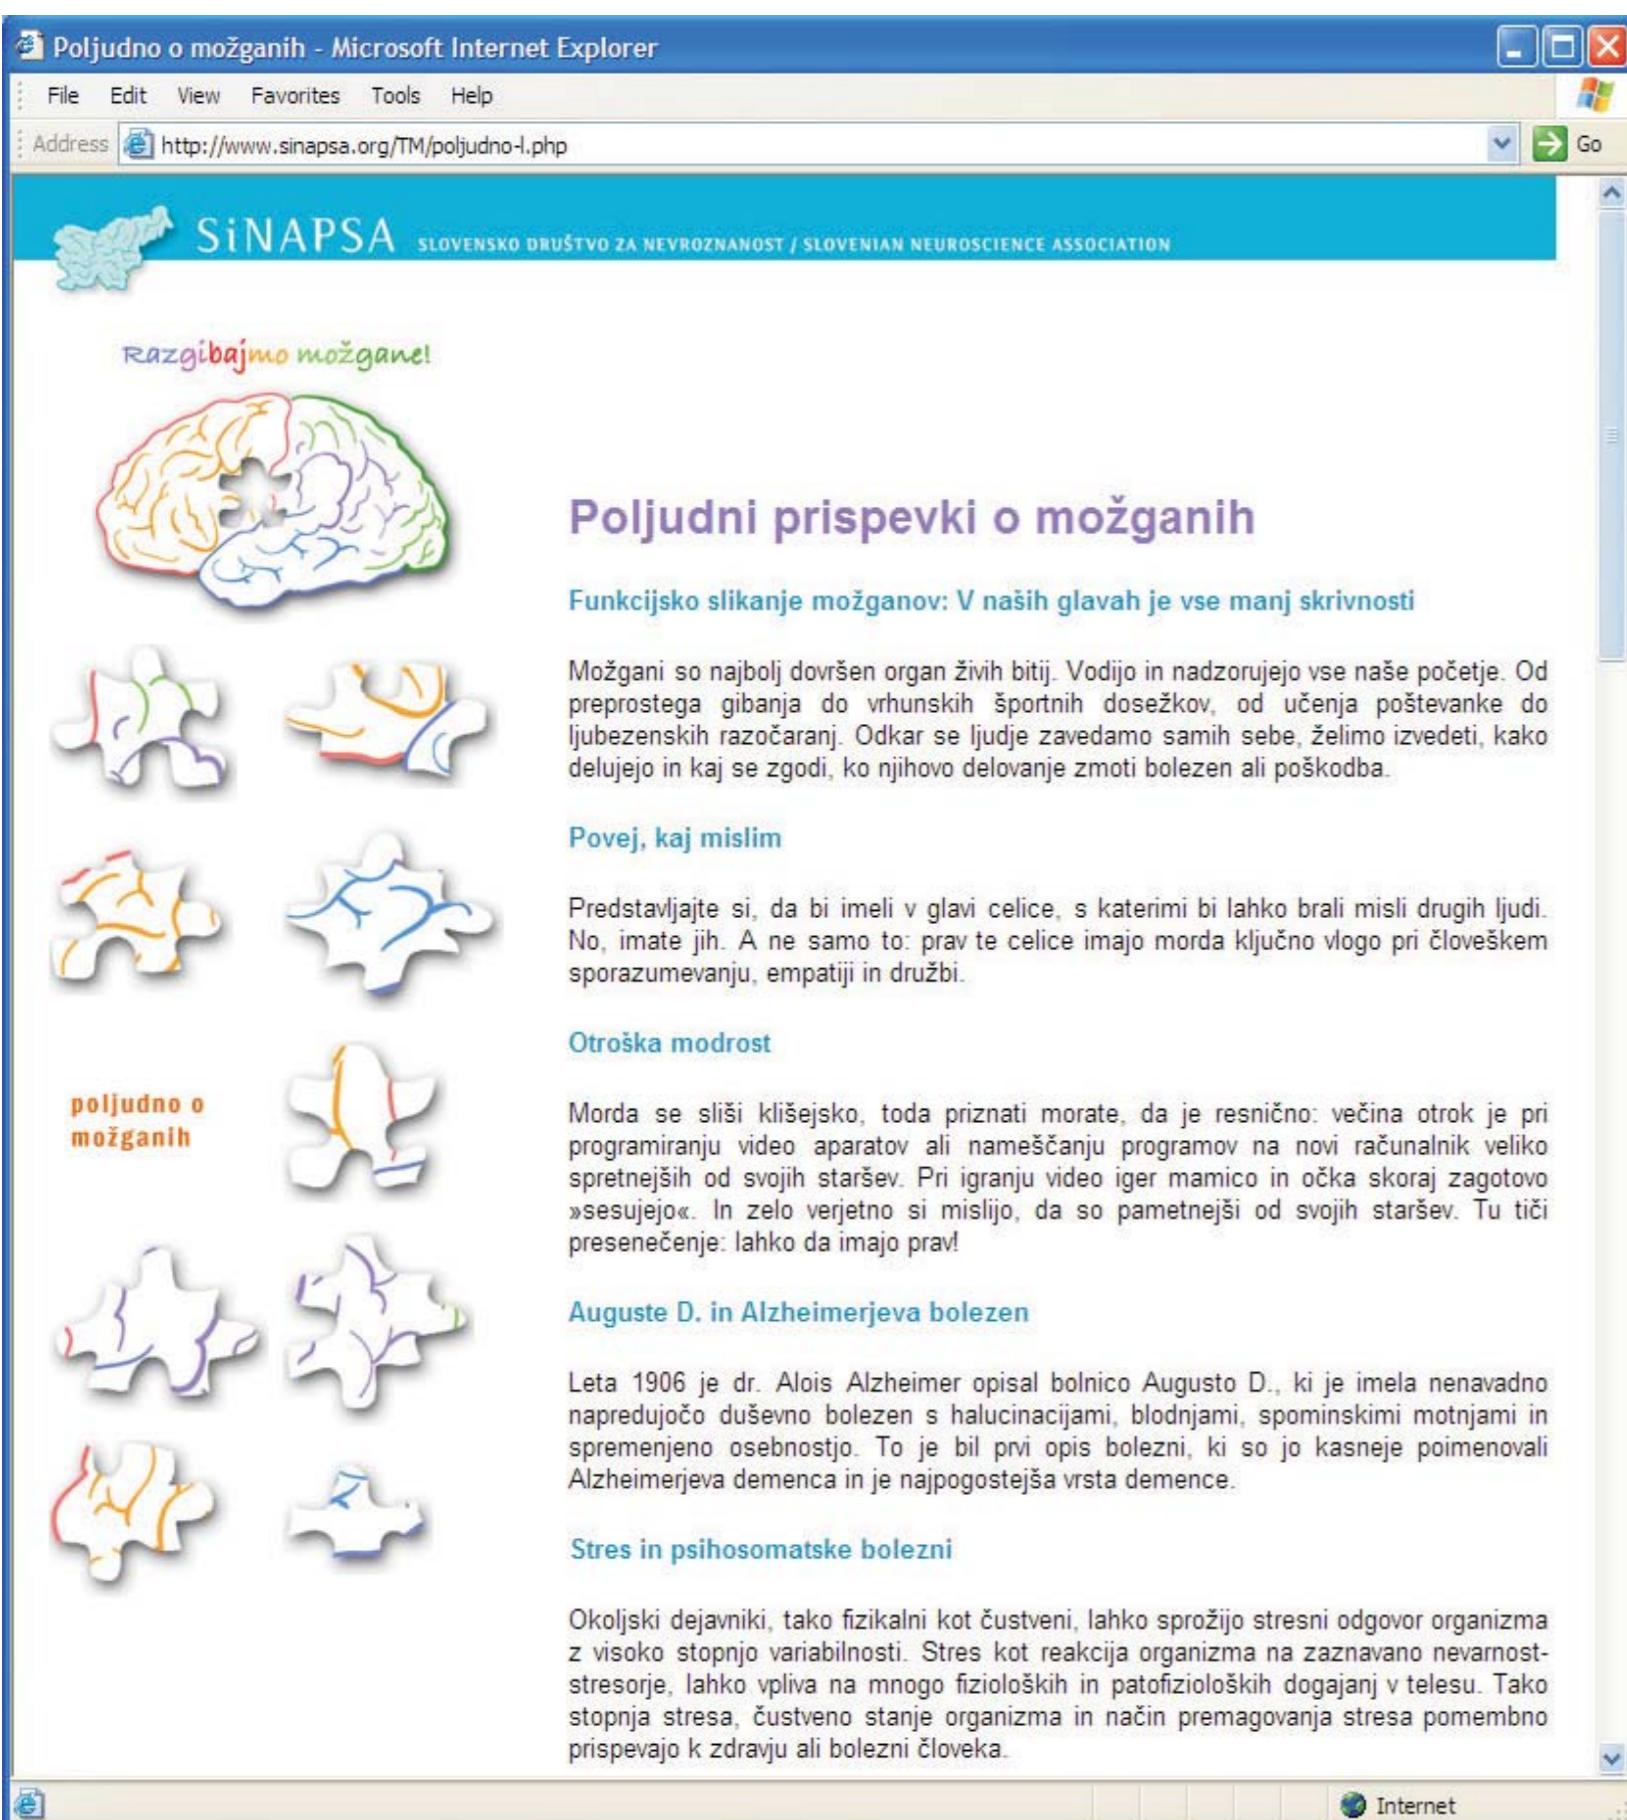 Poljudno o možganih - Microsoft Internet Explorer
File Edit View Favorites Tools Help
Address http://www.sinapsa.org/TM/poljudno-l.php Go
SiNAPSA SLOVENSKO DRUŠTVO ZA NEVROZNANOST / SLOVENIAN NEUROSCIENCE ASSOCIATION
Razgibajmo možgane!
poljudno o
možganih
Poljudni prispevki o možganih
Funkcijsko slikanje možganov: V naših glavah je vse manj skrivnosti
Možgani so najbolj dovršen organ živih bitij. Vodijo in nadzorujejo vse naše početje. Od
preprostega gibanja do vrhunskih športnih dosežkov, od učenja poštevanke do
ljubezenskih razočaranj. Odkar se ljudje zavedamo samih sebe, želimo izvedeti, kako
delujejo in kaj se zgodi, ko njihovo delovanje zmoti bolezen ali poškodba.
Povej, kaj mislim
Predstavljajte si, da bi imeli v glavi celice, s katerimi bi lahko brali misli drugih ljudi.
No, imate jih. A ne samo to: prav te celice imajo morda ključno vlogo pri človeškem
sporazumevanju, empatiji in družbi.
Otroška modrost
Morda se sliši klišejsko, toda priznati morate, da je resnično: večina otrok je pri
programiranju video aparatov ali nameščanju programov na novi računalnik veliko
spretnejših od svojih staršev. Pri igranju video iger mamico in očka skoraj zagotovo
»sesujejo«. In zelo verjetno si mislijo, da so pametnejši od svojih staršev. Tu tiči
presenečenje: lahko da imajo prav!
Auguste D. in Alzheimerjeva bolezen
Leta 1906 je dr. Alois Alzheimer opisal bolnico Augusto D., ki je imela nenavadno
napredujočo duševno bolezen s halucinacijami, blodnjami, spominskimi motnjami in
spremenjeno osebnostjo. To je bil prvi opis bolezni, ki so jo kasneje poimenovali
Alzheimerjeva demenca in je najpogostejša vrsta demence.
Stres in psihosomatske bolezni
Okoljski dejavniki, tako fizikalni kot čustveni, lahko sprožijo stresni odgovor organizma
z visoko stopnjo variabilnosti. Stres kot reakcija organizma na zaznavano nevarnost-
stresorje, lahko vpliva na mnogo fizioloških in patofizioloških dogajanj v telesu. Tako
stopnja stresa, čustveno stanje organizma in način premagovanja stresa pomembno
prispevajo k zdravju ali bolezni človeka.
Internet